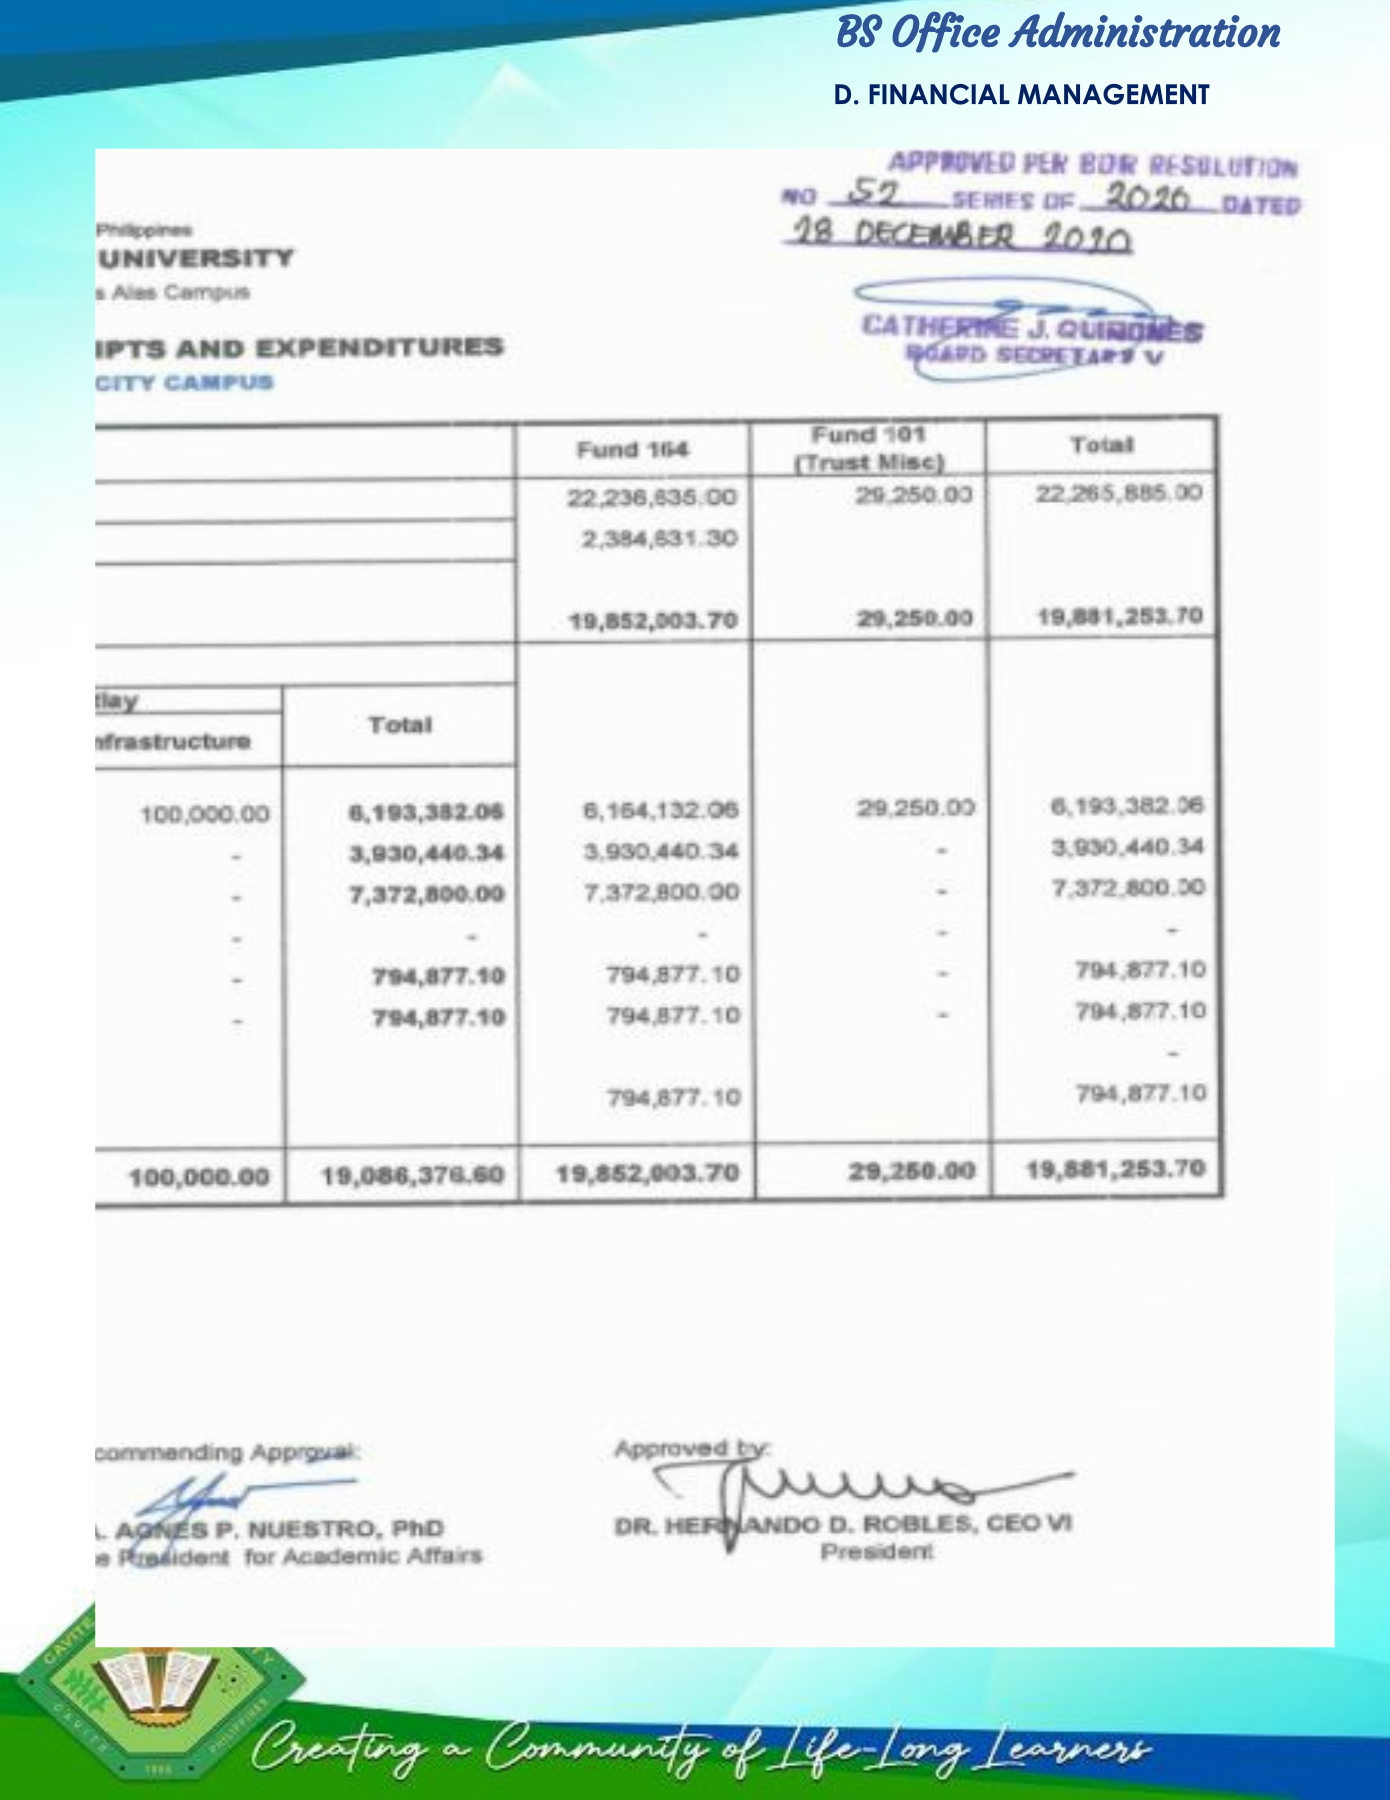 BS Office Administration
D. FINANCIAL MANAGEMENT
APPROVED PER BOR RESOLUTION
NO 52 SERIES OF 2020 DATED
28 DECEMBER 2020
Philippines
UNIVERSITY
s Alas Campus
CATHERINE J. QUIÑONES
BOARD SECRETARY V
IPTS AND EXPENDITURES
CITY CAMPUS
Fund 164 Fund 101 (Trust Misc) Total
22,236,635.00 29,250.00 22,265,885.00
2,384,631.30
19,852,003.70 29,250.00 19,881,253.70
tlay
nfrastructure Total
100,000.00 6,193,382.06 6,164,132.06 29,250.00 6,193,382.06
- 3,930,440.34 3,930,440.34 - 3,930,440.34
- 7,372,800.00 7,372,800.00 - 7,372,800.00
- - - - -
- 794,877.10 794,877.10 - 794,877.10
- 794,877.10 794,877.10 - 794,877.10
-
794,877.10 794,877.10
100,000.00 19,086,376.60 19,852,003.70 29,250.00 19,881,253.70
commending Approval: Approved by:
. AGNES P. NUESTRO, PhD DR. HERNANDO D. ROBLES, CEO VI
e President for Academic Affairs President
CAVITE
CAVITE
PHILIPPINES
1906
Creating a Community of Life-Long Learners